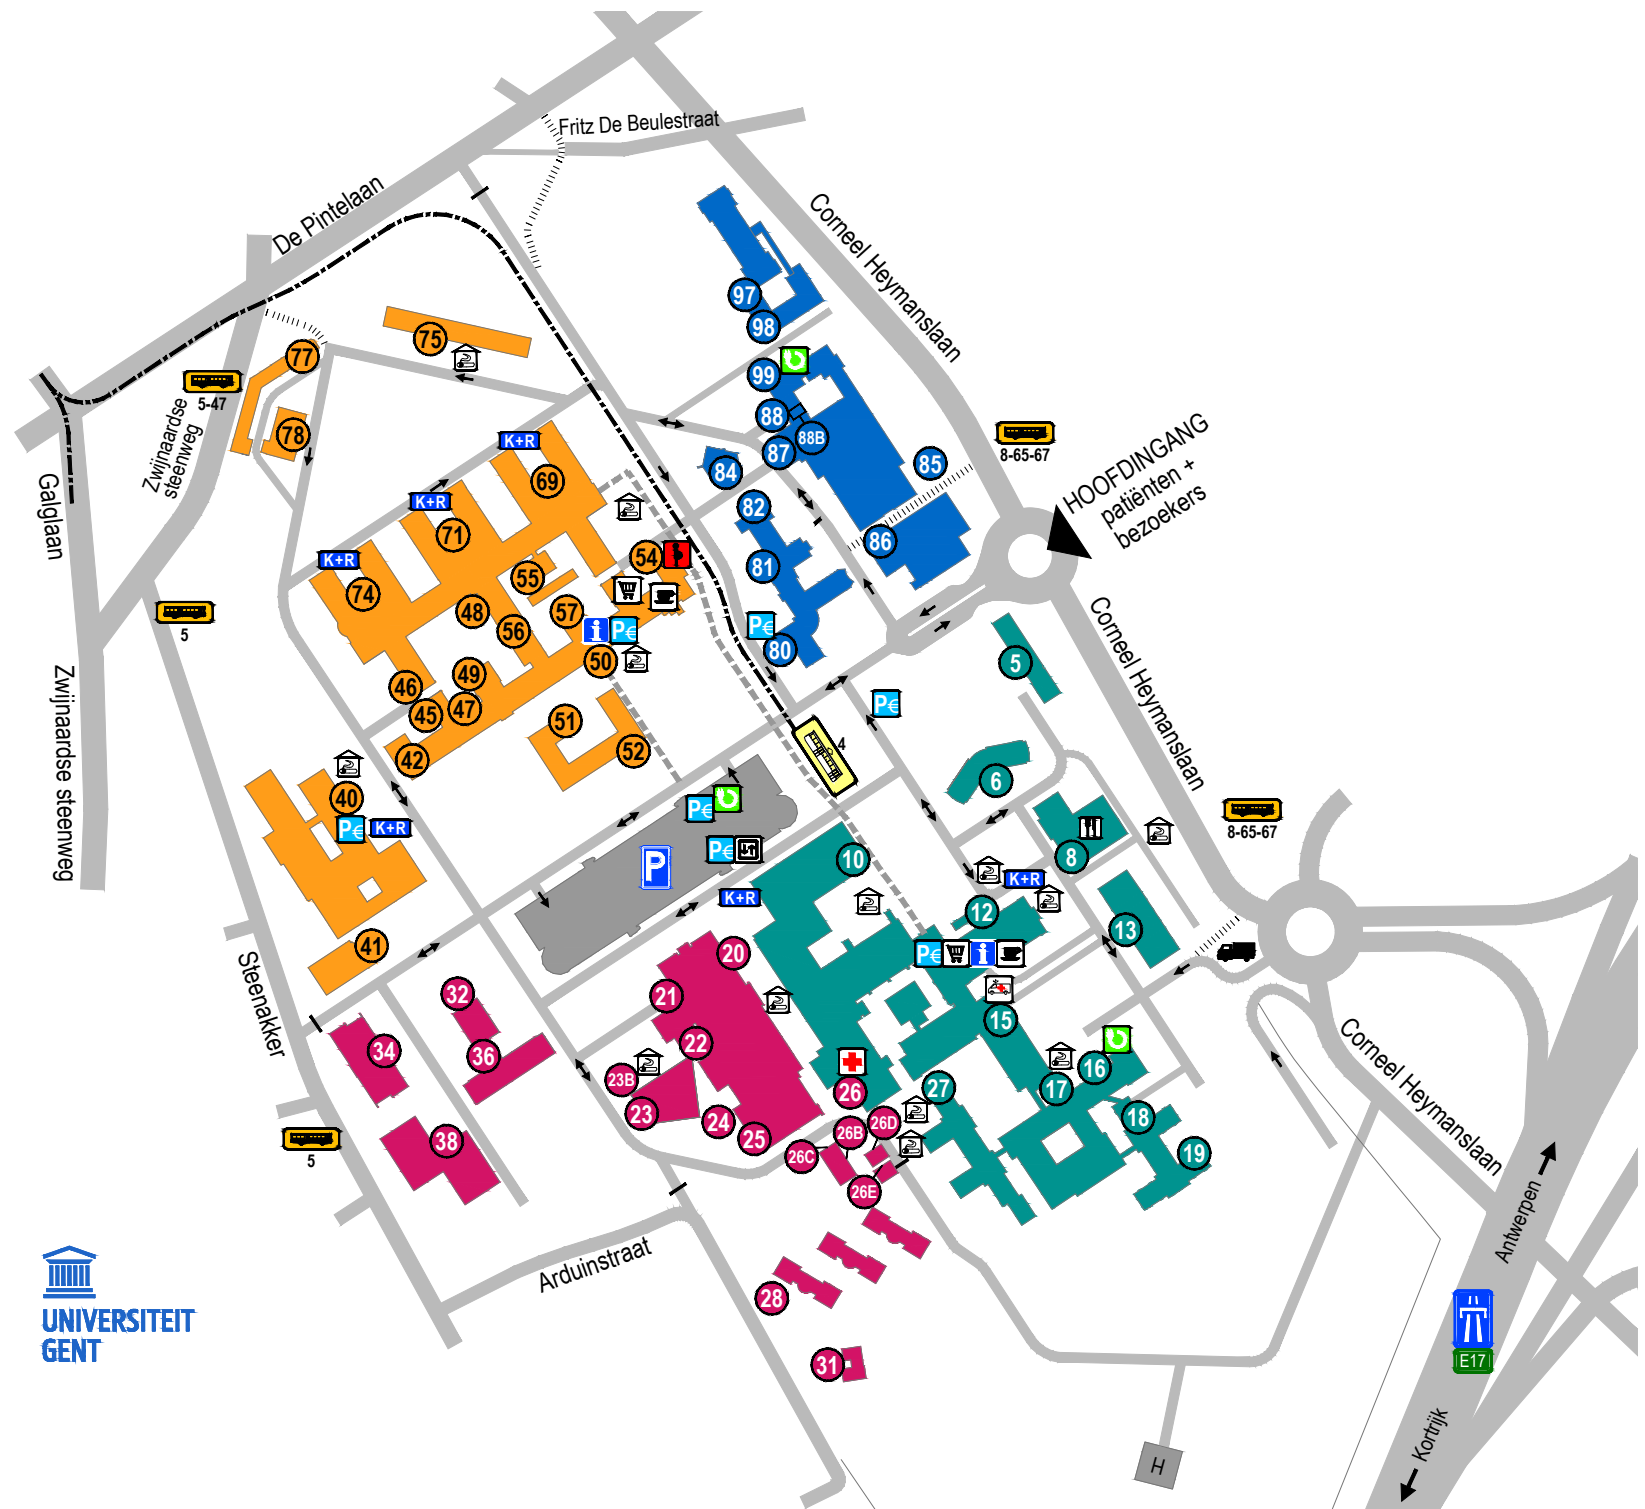 Fritz De Beulestraat
De Pintelaan
Corneel Heymanslaan
97
98
75
77
99
5-47
88
88B
78
87
85
8-65-67
HOOFDINGANG
patiënten +
bezoekers
Zwijnaardse
steenweg
K+R
69
84
K+R
82
71
86
Galglaan
K+R
54
81
74
55
48
57
5
56
i
P€
P€
80
50
5
Corneel Heymanslaan
49
46
47
45
P€
51
52
42
4
6
Zwijnaardse steenweg
40
P€
K+R
P€
P€
8-65-67
P
10
8
K+R
K+R
12
13
41
20
P€
i
Steenakker
32
21
15
34
36
22
16
23B
17
26
27
23
24
25
18
38
26D
26B
26C
19
26E
5
Corneel Heymanslaan
Arduinstraat
28
31
Antwerpen
E17
Kortrijk
H
UNIVERSITEIT
GENT